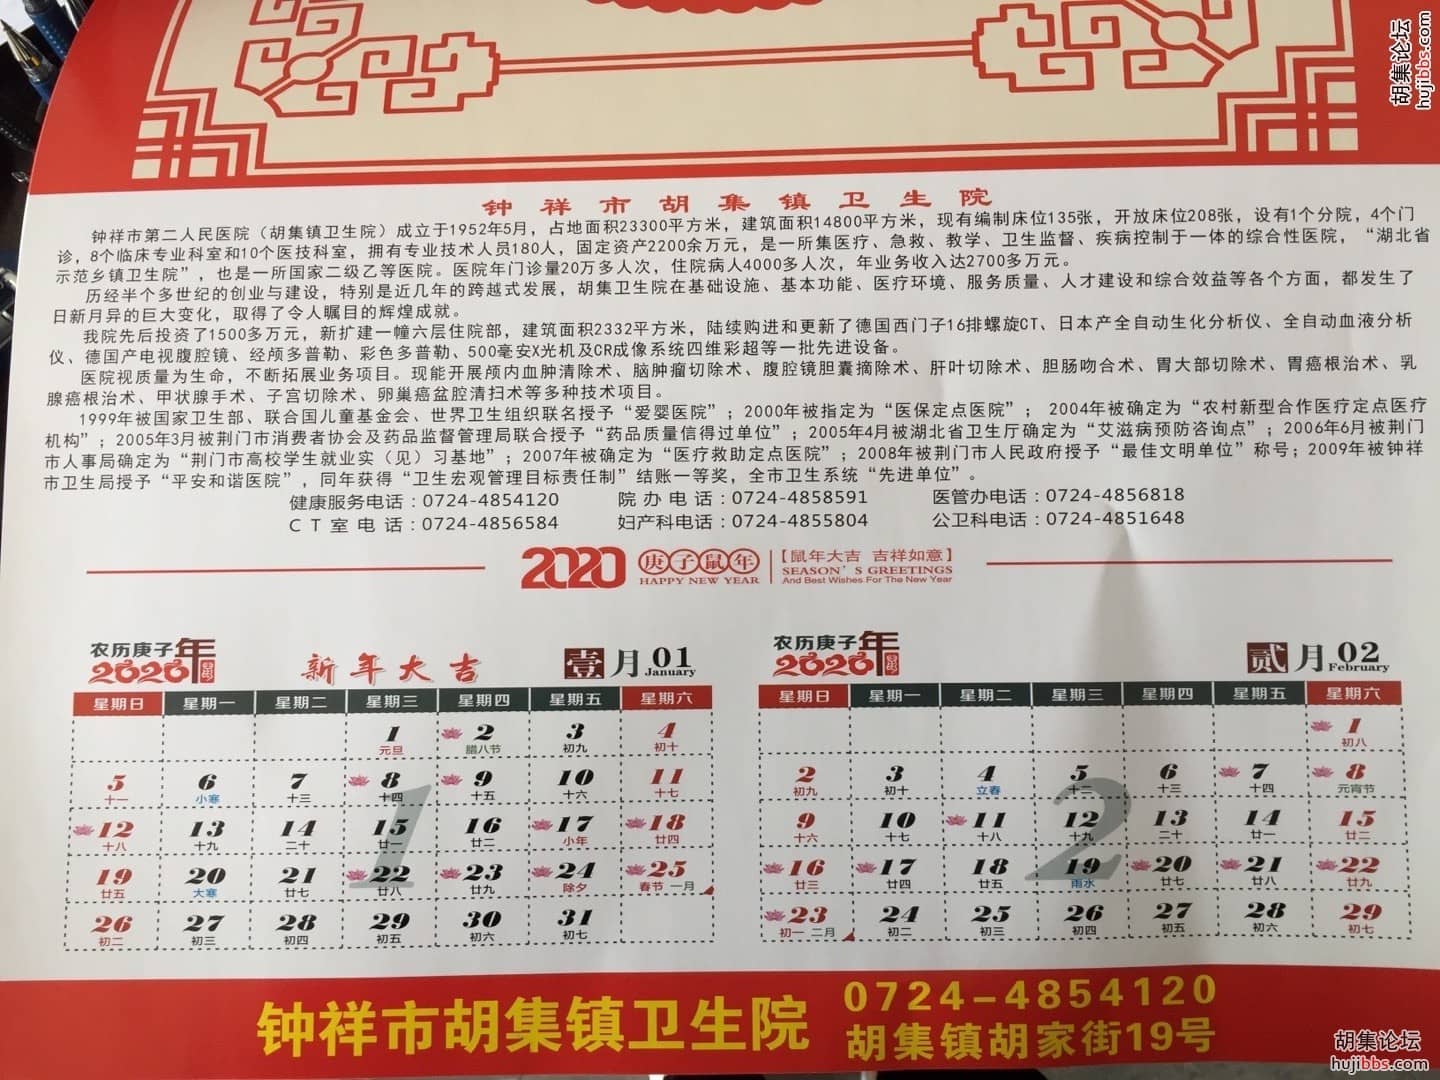 胡集论坛
hujibbs.com
钟祥市胡集镇卫生院
钟祥市第二人民医院（胡集镇卫生院）成立于1952年5月，占地面积23300平方米，建筑面积14800平方米，现有编制床位135张，开放床位208张，设有1个分院，4个门
诊，8个临床专业科室和10个医技科室，拥有专业技术人员180人，固定资产2200余万元，是一所集医疗、急救、教学、卫生监督、疾病控制于一体的综合性医院，“湖北省
示范乡镇卫生院”，也是一所国家二级乙等医院。医院年门诊量20万多人次，住院病人4000多人次，年业务收入达2700多万元。
历经半个多世纪的创业与建设，特别是近几年的跨越式发展，胡集卫生院在基础设施、基本功能、医疗环境、服务质量、人才建设和综合效益等各个方面，都发生了
日新月异的巨大变化，取得了令人瞩目的辉煌成就。
我院先后投资了1500多万元，新扩建一幢六层住院部，建筑面积2332平方米，陆续购进和更新了德国西门子16排螺旋CT、日本产全自动生化分析仪、全自动血液分析
仪、德国产电视腹腔镜、经颅多普勒、彩色多普勒、500毫安X光机及CR成像系统四维彩超等一批先进设备。
医院视质量为生命，不断拓展业务项目。现能开展颅内血肿清除术、脑肿瘤切除术、腹腔镜胆囊摘除术、肝叶切除术、胆肠吻合术、胃大部切除术、胃癌根治术、乳
腺癌根治术、甲状腺手术、子宫切除术、卵巢癌盆腔清扫术等多种技术项目。
1999年被国家卫生部、联合国儿童基金会、世界卫生组织联名授予“爱婴医院”；2000年被指定为“医保定点医院”； 2004年被确定为“农村新型合作医疗定点医疗
机构”；2005年3月被荆门市消费者协会及药品监督管理局联合授予“药品质量信得过单位”；2005年4月被湖北省卫生厅确定为“艾滋病预防咨询点”；2006年6月被荆门
市人事局确定为“荆门市高校学生就业实（见）习基地”；2007年被确定为“医疗救助定点医院”；2008年被荆门市人民政府授予“最佳文明单位”称号；2009年被钟祥
市卫生局授予“平安和谐医院”，同年获得“卫生宏观管理目标责任制”结账一等奖，全市卫生系统“先进单位”。
健康服务电话：0724-4854120 院办电话：0724-4858591 医管办电话：0724-4856818
CT室电话：0724-4856584 妇产科电话：0724-4855804 公卫科电话：0724-4851648
2020 庚子鼠年 【鼠年大吉 吉祥如意】
HAPPY NEW YEAR SEASON'S GREETINGS
And Best Wishes For The New Year
农历庚子年
2020 鼠 新年大吉 壹月 01 January
星期日 星期一 星期二 星期三 星期四 星期五 星期六
1 2 3 4
元旦 腊八节 初九 初十
5 6 7 8 9 10 11
十一 小寒 十三 十四 十五 十六 十七
12 13 14 15 16 17 18
十八 十九 二十 廿一 廿二 小年 廿四
19 20 21 22 23 24 25
廿五 大寒 廿七 廿八 廿九 除夕 春节 一月
26 27 28 29 30 31
初二 初三 初四 初五 初六 初七
1
农历庚子年
2020 鼠 贰月 02 February
星期日 星期一 星期二 星期三 星期四 星期五 星期六
1
初八
2 3 4 5 6 7 8
初九 初十 立春 十二 十三 十四 元宵节
9 10 11 12 13 14 15
十六 十七 十八 十九 二十 廿一 廿二
16 17 18 19 20 21 22
廿三 廿四 廿五 雨水 廿七 廿八 廿九
23 24 25 26 27 28 29
初一 二月 初二 初三 初四 初五 初六 初七
2
钟祥市胡集镇卫生院
0724-4854120
胡集镇胡家街19号
胡集论坛
hujibbs.com